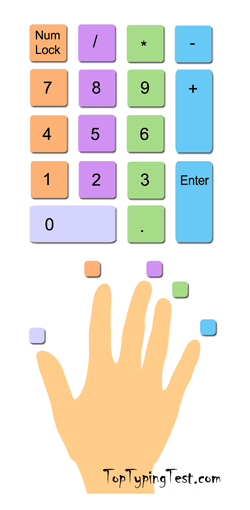 Num
Lock
/ * -
7 8 9 +
4 5 6
1 2 3 Enter
0 .
TopTypingTest.com